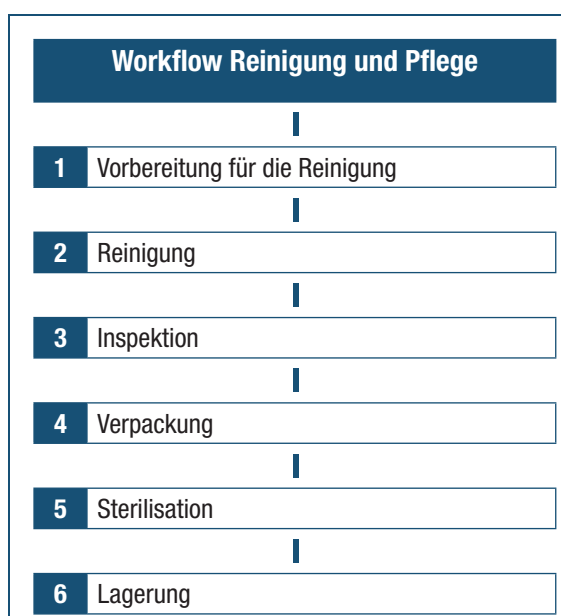 Workflow Reinigung und Pflege
1 Vorbereitung für die Reinigung
2 Reinigung
3 Inspektion
4 Verpackung
5 Sterilisation
6 Lagerung